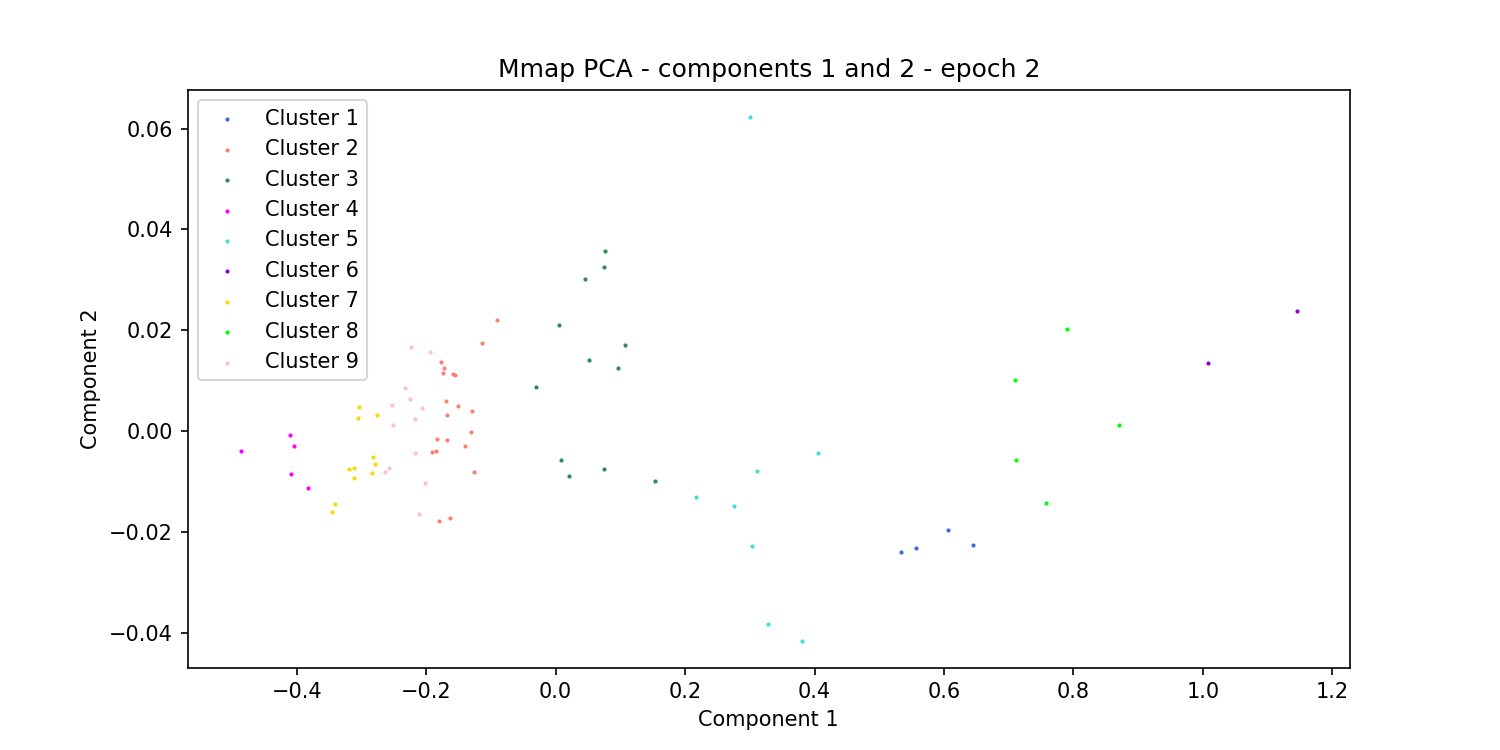 Mmap PCA - components 1 and 2 - epoch 2
Cluster 1
Cluster 2
Cluster 3
Cluster 4
Cluster 5
Cluster 6
Cluster 7
Cluster 8
Cluster 9
0.06
0.04
0.02
0.00
−0.02
−0.04
Component 2
−0.4 −0.2 0.0 0.2 0.4 0.6 0.8 1.0 1.2
Component 1